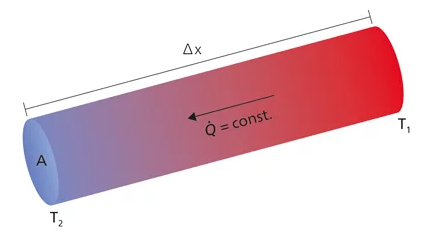 Δx
Q̇ = const.
A
T₁
T₂